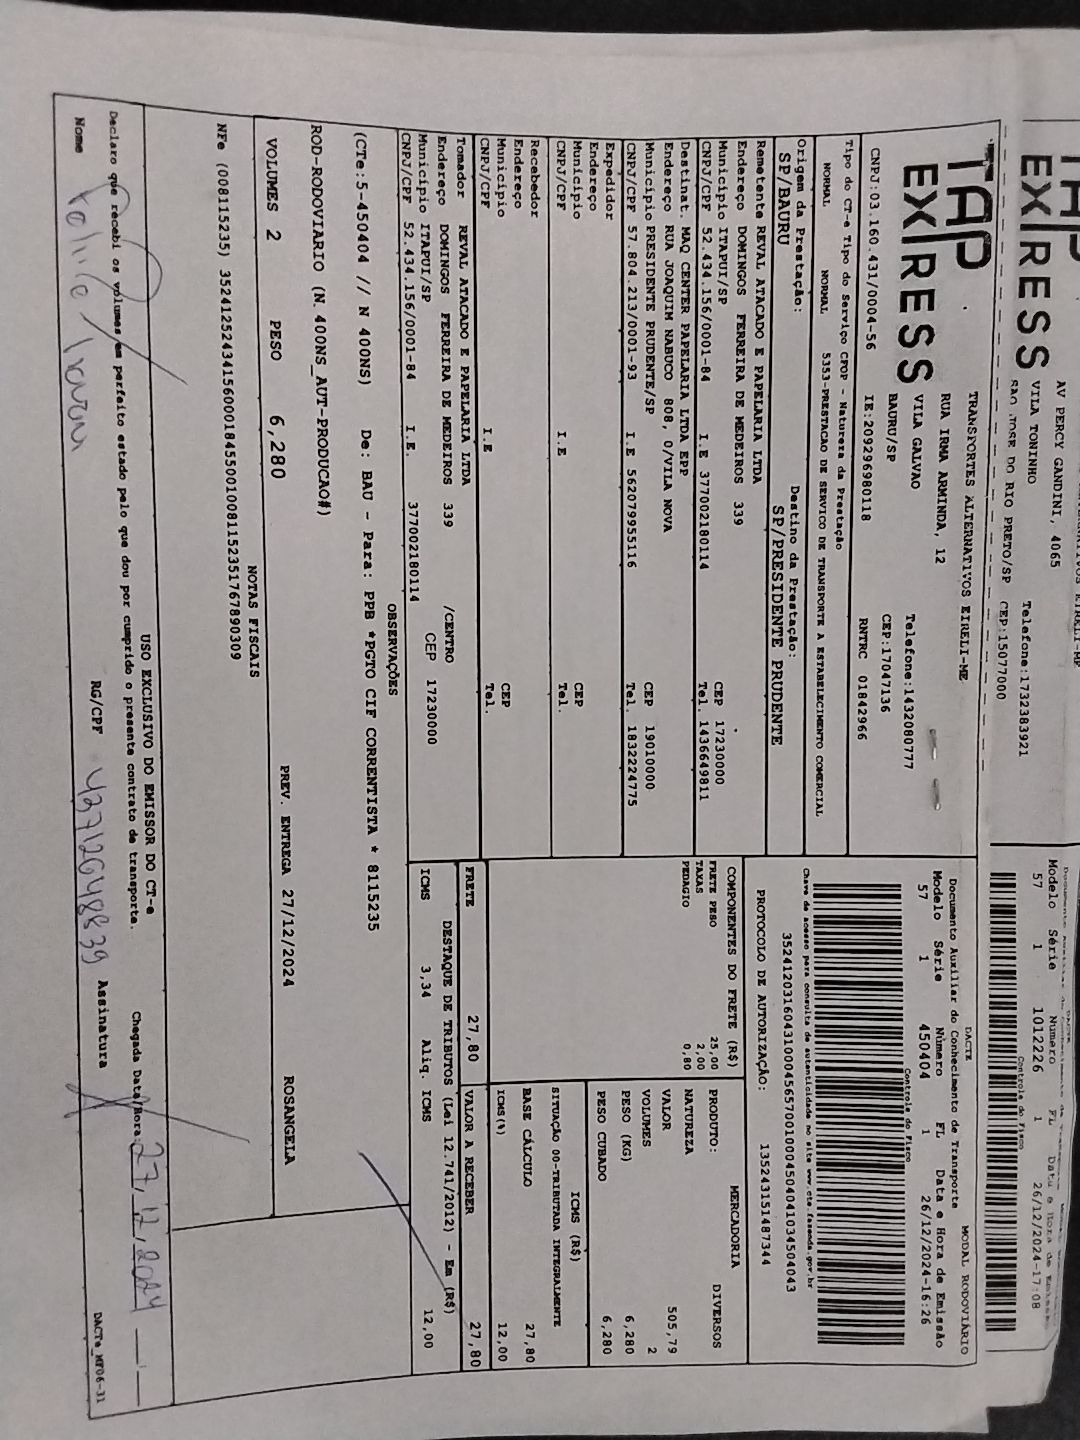 AV PERCY GANDINI, 4065
VILA TONINHO Telefone:1732383921
SAO JOSE DO RIO PRETO/SP CEP:15077000
EXPRESS
Modelo Série Número FL Data e Hora de Emissão
57 1 1012226 1 26/12/2024-17:08
Controle do Fisco
TAP
EXPRESS
TRANSPORTES ALTERNATIVOS EIRELI-ME
RUA IRMA ARMINDA, 12
VILA GALVAO Telefone:1432080777
BAURU/SP CEP:17047136
CNPJ:03.160.431/0004-56 IE:209296980118 RNTRC 01842966
DACTE MODAL RODOVIÁRIO
Documento Auxiliar do Conhecimento de Transporte
Modelo Série Número FL Data e Hora de Emissão
57 1 450404 1 26/12/2024-16:26
Controle do Fisco
Chave de acesso para consulta de autenticidade no site www.cte.fazenda.gov.br
35241203160431000456570010004504041034504043
PROTOCOLO DE AUTORIZAÇÃO: 135243151487344
Tipo do CT-e Tipo do Serviço CFOP - Natureza da Prestação
NORMAL NORMAL 5353-PRESTACAO DE SERVICO DE TRANSPORTE A ESTABELECIMENTO COMERCIAL
Origem da Prestação: Destino da Prestação:
SP/BAURU SP/PRESIDENTE PRUDENTE
Remetente REVAL ATACADO E PAPELARIA LTDA
Endereço DOMINGOS FERREIRA DE MEDEIROS 339
Município ITAPUI/SP CEP 17230000
CNPJ/CPF 52.434.156/0001-84 I.E 377002180114 Tel. 1436649811
Destinat. MAQ CENTER PAPELARIA LTDA EPP
Endereço RUA JOAQUIM NABUCO 808, 0/VILA NOVA
Município PRESIDENTE PRUDENTE/SP CEP 19010000
CNPJ/CPF 57.804.213/0001-93 I.E 562079955116 Tel. 1832224775
Expedidor
Endereço
Município CEP
CNPJ/CPF I.E Tel.
Recebedor
Endereço
Município CEP
CNPJ/CPF I.E Tel.
Tomador REVAL ATACADO E PAPELARIA LTDA
Endereço DOMINGOS FERREIRA DE MEDEIROS 339 /CENTRO
Município ITAPUI/SP CEP 17230000
CNPJ/CPF 52.434.156/0001-84 I.E. 377002180114
COMPONENTES DO FRETE (R$)
FRETE PESO 25,00
TAXAS 2,00
PEDAGIO 0,80
MERCADORIA
PRODUTO: DIVERSOS
NATUREZA
VALOR 505,79
VOLUMES 2
PESO (KG) 6,280
PESO CUBADO 6,280
ICMS (R$)
SITUAÇÃO 00-TRIBUTADA INTEGRALMENTE
BASE CÁLCULO 27,80
ICMS(%) 12,00
FRETE 27,80 VALOR A RECEBER 27,80
DESTAQUE DE TRIBUTOS (Lei 12.741/2012) - Em (R$)
ICMS 3,34 Aliq. ICMS 12,00
OBSERVAÇÕES
(CTe:5-450404 // N 400NS) De: BAU - Para: PPB *PGTO CIF CORRENTISTA * 8115235
ROD-RODOVIARIO (N.400NS_AUT-PRODUCAO#)
VOLUMES 2 PESO 6,280 PREV. ENTREGA 27/12/2024 ROSANGELA
NOTAS FISCAIS
NFe (008115235) 35241252434156000184550010081152351767890309
USO EXCLUSIVO DO EMISSOR DO CT-e
Declaro que recebi os volumes em perfeito estado pelo que dou por cumprido o presente contrato de transporte. Chegada Data/Hora: 27/12/2024
Nome RG/CPF 43712048839 Assinatura
DACTe_MF06-31